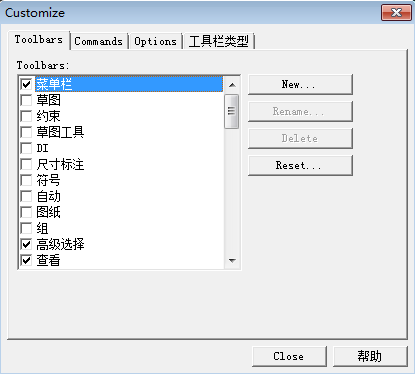 Customize
Toolbars Commands Options 工具栏类型
Toolbars:
菜单栏
草图
约束
草图工具
DI
尺寸标注
符号
自动
图纸
组
高级选择
查看
New...
Rename...
Delete
Reset...
Close 帮助